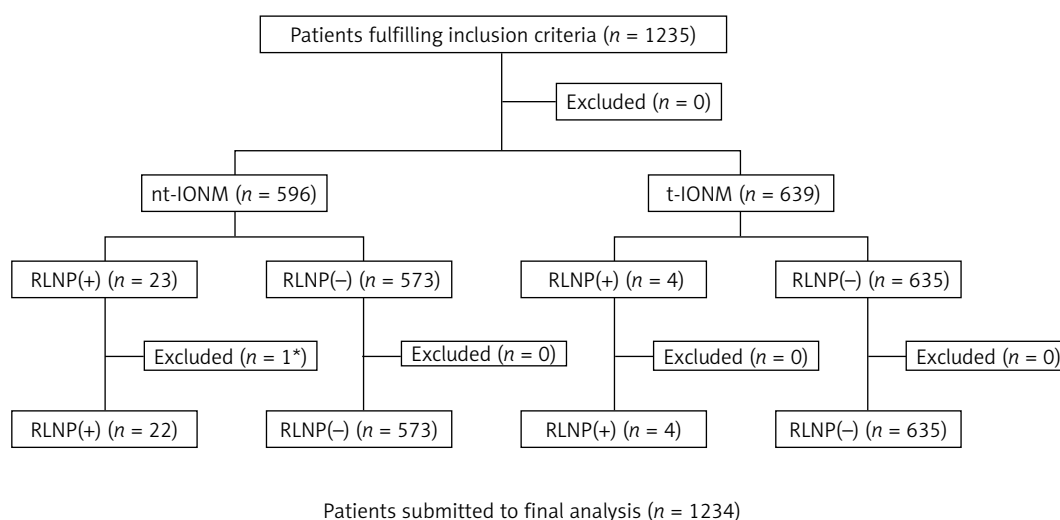 Patients fulfilling inclusion criteria (n = 1235)
Excluded (n = 0)
nt-IONM (n = 596)
t-IONM (n = 639)
RLNP(+) (n = 23)
RLNP(–) (n = 573)
RLNP(+) (n = 4)
RLNP(–) (n = 635)
Excluded (n = 1*)
Excluded (n = 0)
Excluded (n = 0)
Excluded (n = 0)
RLNP(+) (n = 22)
RLNP(–) (n = 573)
RLNP(+) (n = 4)
RLNP(–) (n = 635)
Patients submitted to final analysis (n = 1234)